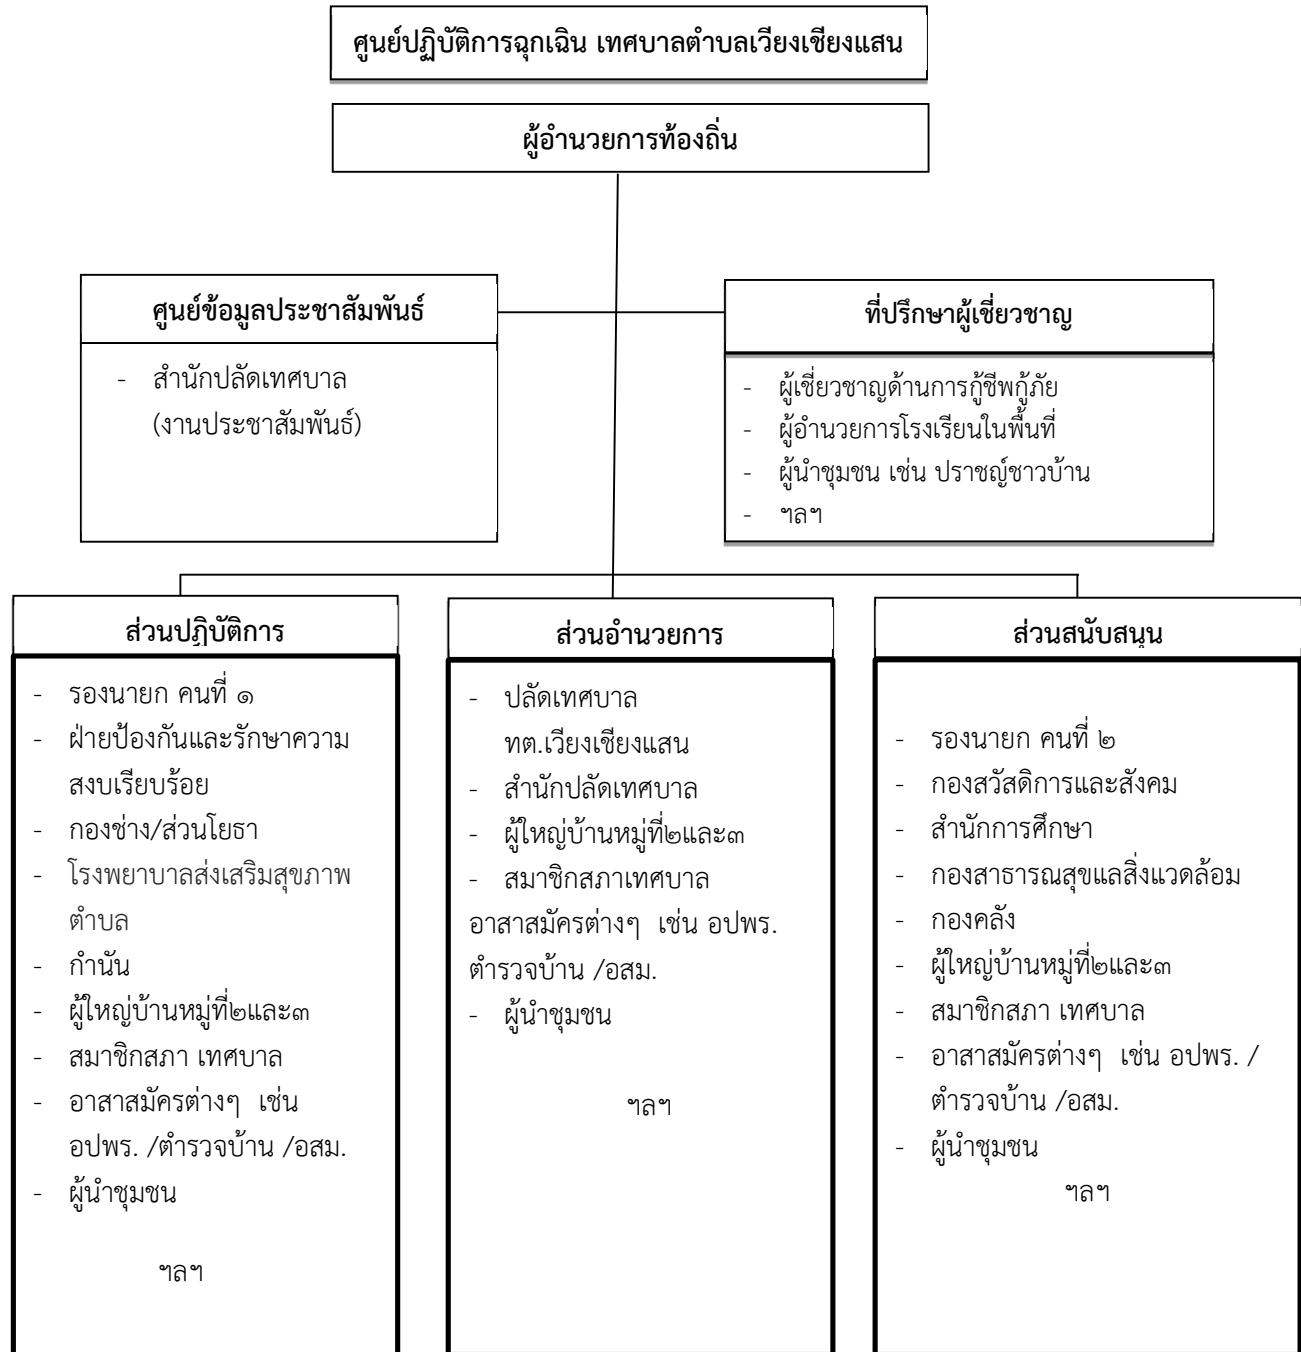 ศูนย์ปฏิบัติการฉุกเฉิน เทศบาลตำบลเวียงเชียงแสน
ผู้อำนวยการท้องถิ่น
ศูนย์ข้อมูลประชาสัมพันธ์
- สำนักปลัดเทศบาล
(งานประชาสัมพันธ์)
ที่ปรึกษาผู้เชี่ยวชาญ
- ผู้เชี่ยวชาญด้านการกู้ชีพกู้ภัย
- ผู้อำนวยการโรงเรียนในพื้นที่
- ผู้นำชุมชน เช่น ปราชญ์ชาวบ้าน
- ฯลฯ
ส่วนปฏิบัติการ
- รองนายก คนที่ ๑
- ฝ่ายป้องกันและรักษาความ
สงบเรียบร้อย
- กองช่าง/ส่วนโยธา
- โรงพยาบาลส่งเสริมสุขภาพ
ตำบล
- กำนัน
- ผู้ใหญ่บ้านหมู่ที่๒และ๓
- สมาชิกสภา เทศบาล
- อาสาสมัครต่างๆ เช่น
อปพร. /ตำรวจบ้าน /อสม.
- ผู้นำชุมชน
ฯลฯ
ส่วนอำนวยการ
- ปลัดเทศบาล
ทต.เวียงเชียงแสน
- สำนักปลัดเทศบาล
- ผู้ใหญ่บ้านหมู่ที่๒และ๓
- สมาชิกสภาเทศบาล
อาสาสมัครต่างๆ เช่น อปพร.
ตำรวจบ้าน /อสม.
- ผู้นำชุมชน
ฯลฯ
ส่วนสนับสนุน
- รองนายก คนที่ ๒
- กองสวัสดิการและสังคม
- สำนักการศึกษา
- กองสาธารณสุขแลสิ่งแวดล้อม
- กองคลัง
- ผู้ใหญ่บ้านหมู่ที่๒และ๓
- สมาชิกสภา เทศบาล
- อาสาสมัครต่างๆ เช่น อปพร. /
ตำรวจบ้าน /อสม.
- ผู้นำชุมชน
ฯลฯ